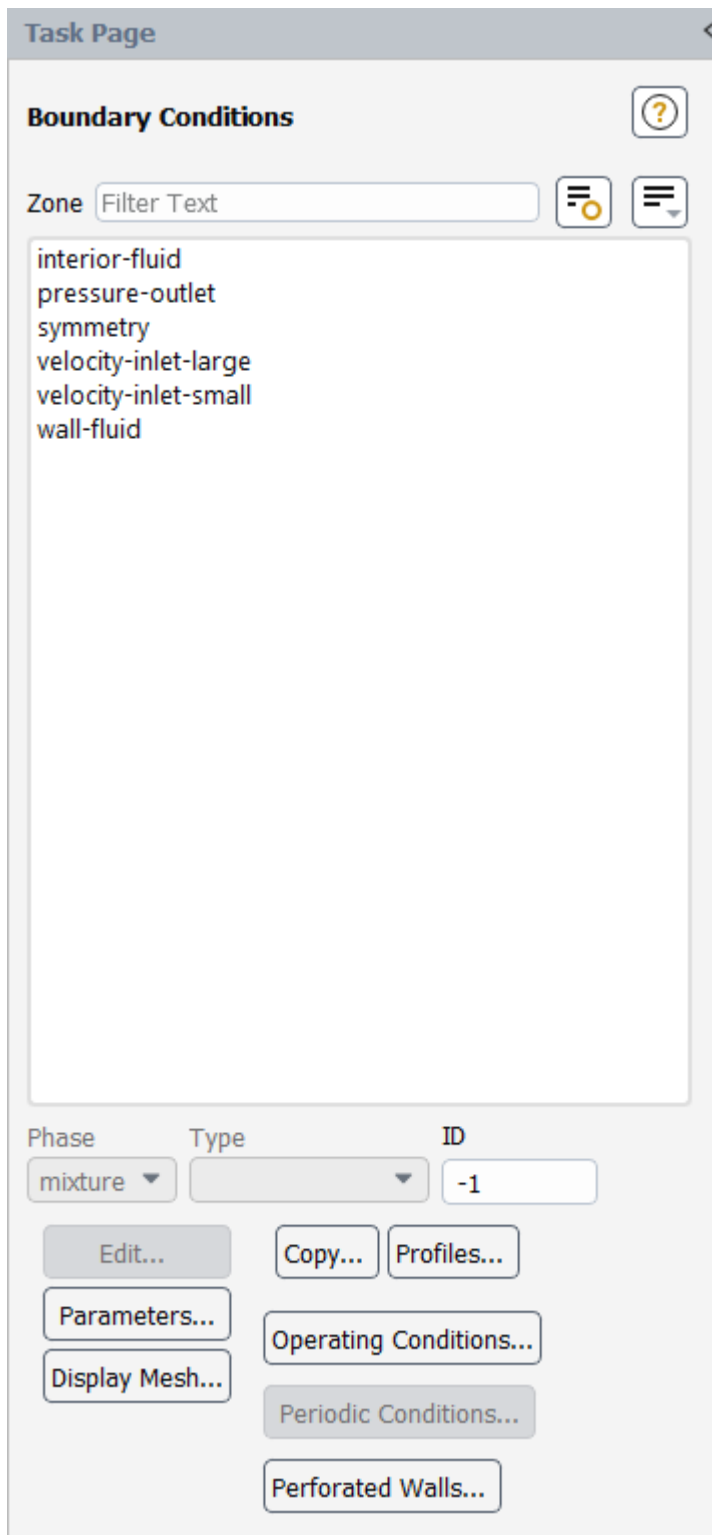 Task Page
Boundary Conditions
Zone Filter Text
interior-fluid
pressure-outlet
symmetry
velocity-inlet-large
velocity-inlet-small
wall-fluid
Phase Type ID
mixture -1
Edit... Copy... Profiles...
Parameters...
Operating Conditions...
Display Mesh...
Periodic Conditions...
Perforated Walls...